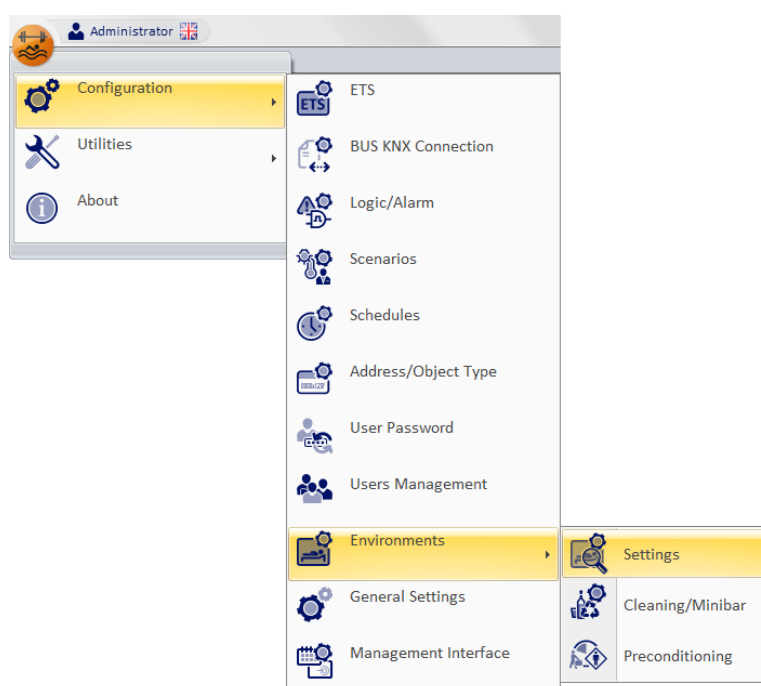 Administrator
Configuration
Utilities
About
ETS
ETS
BUS KNX Connection
Logic/Alarm
Scenarios
Schedules
Address/Object Type
User Password
Users Management
Environments
General Settings
Management Interface
Settings
Cleaning/Minibar
Preconditioning